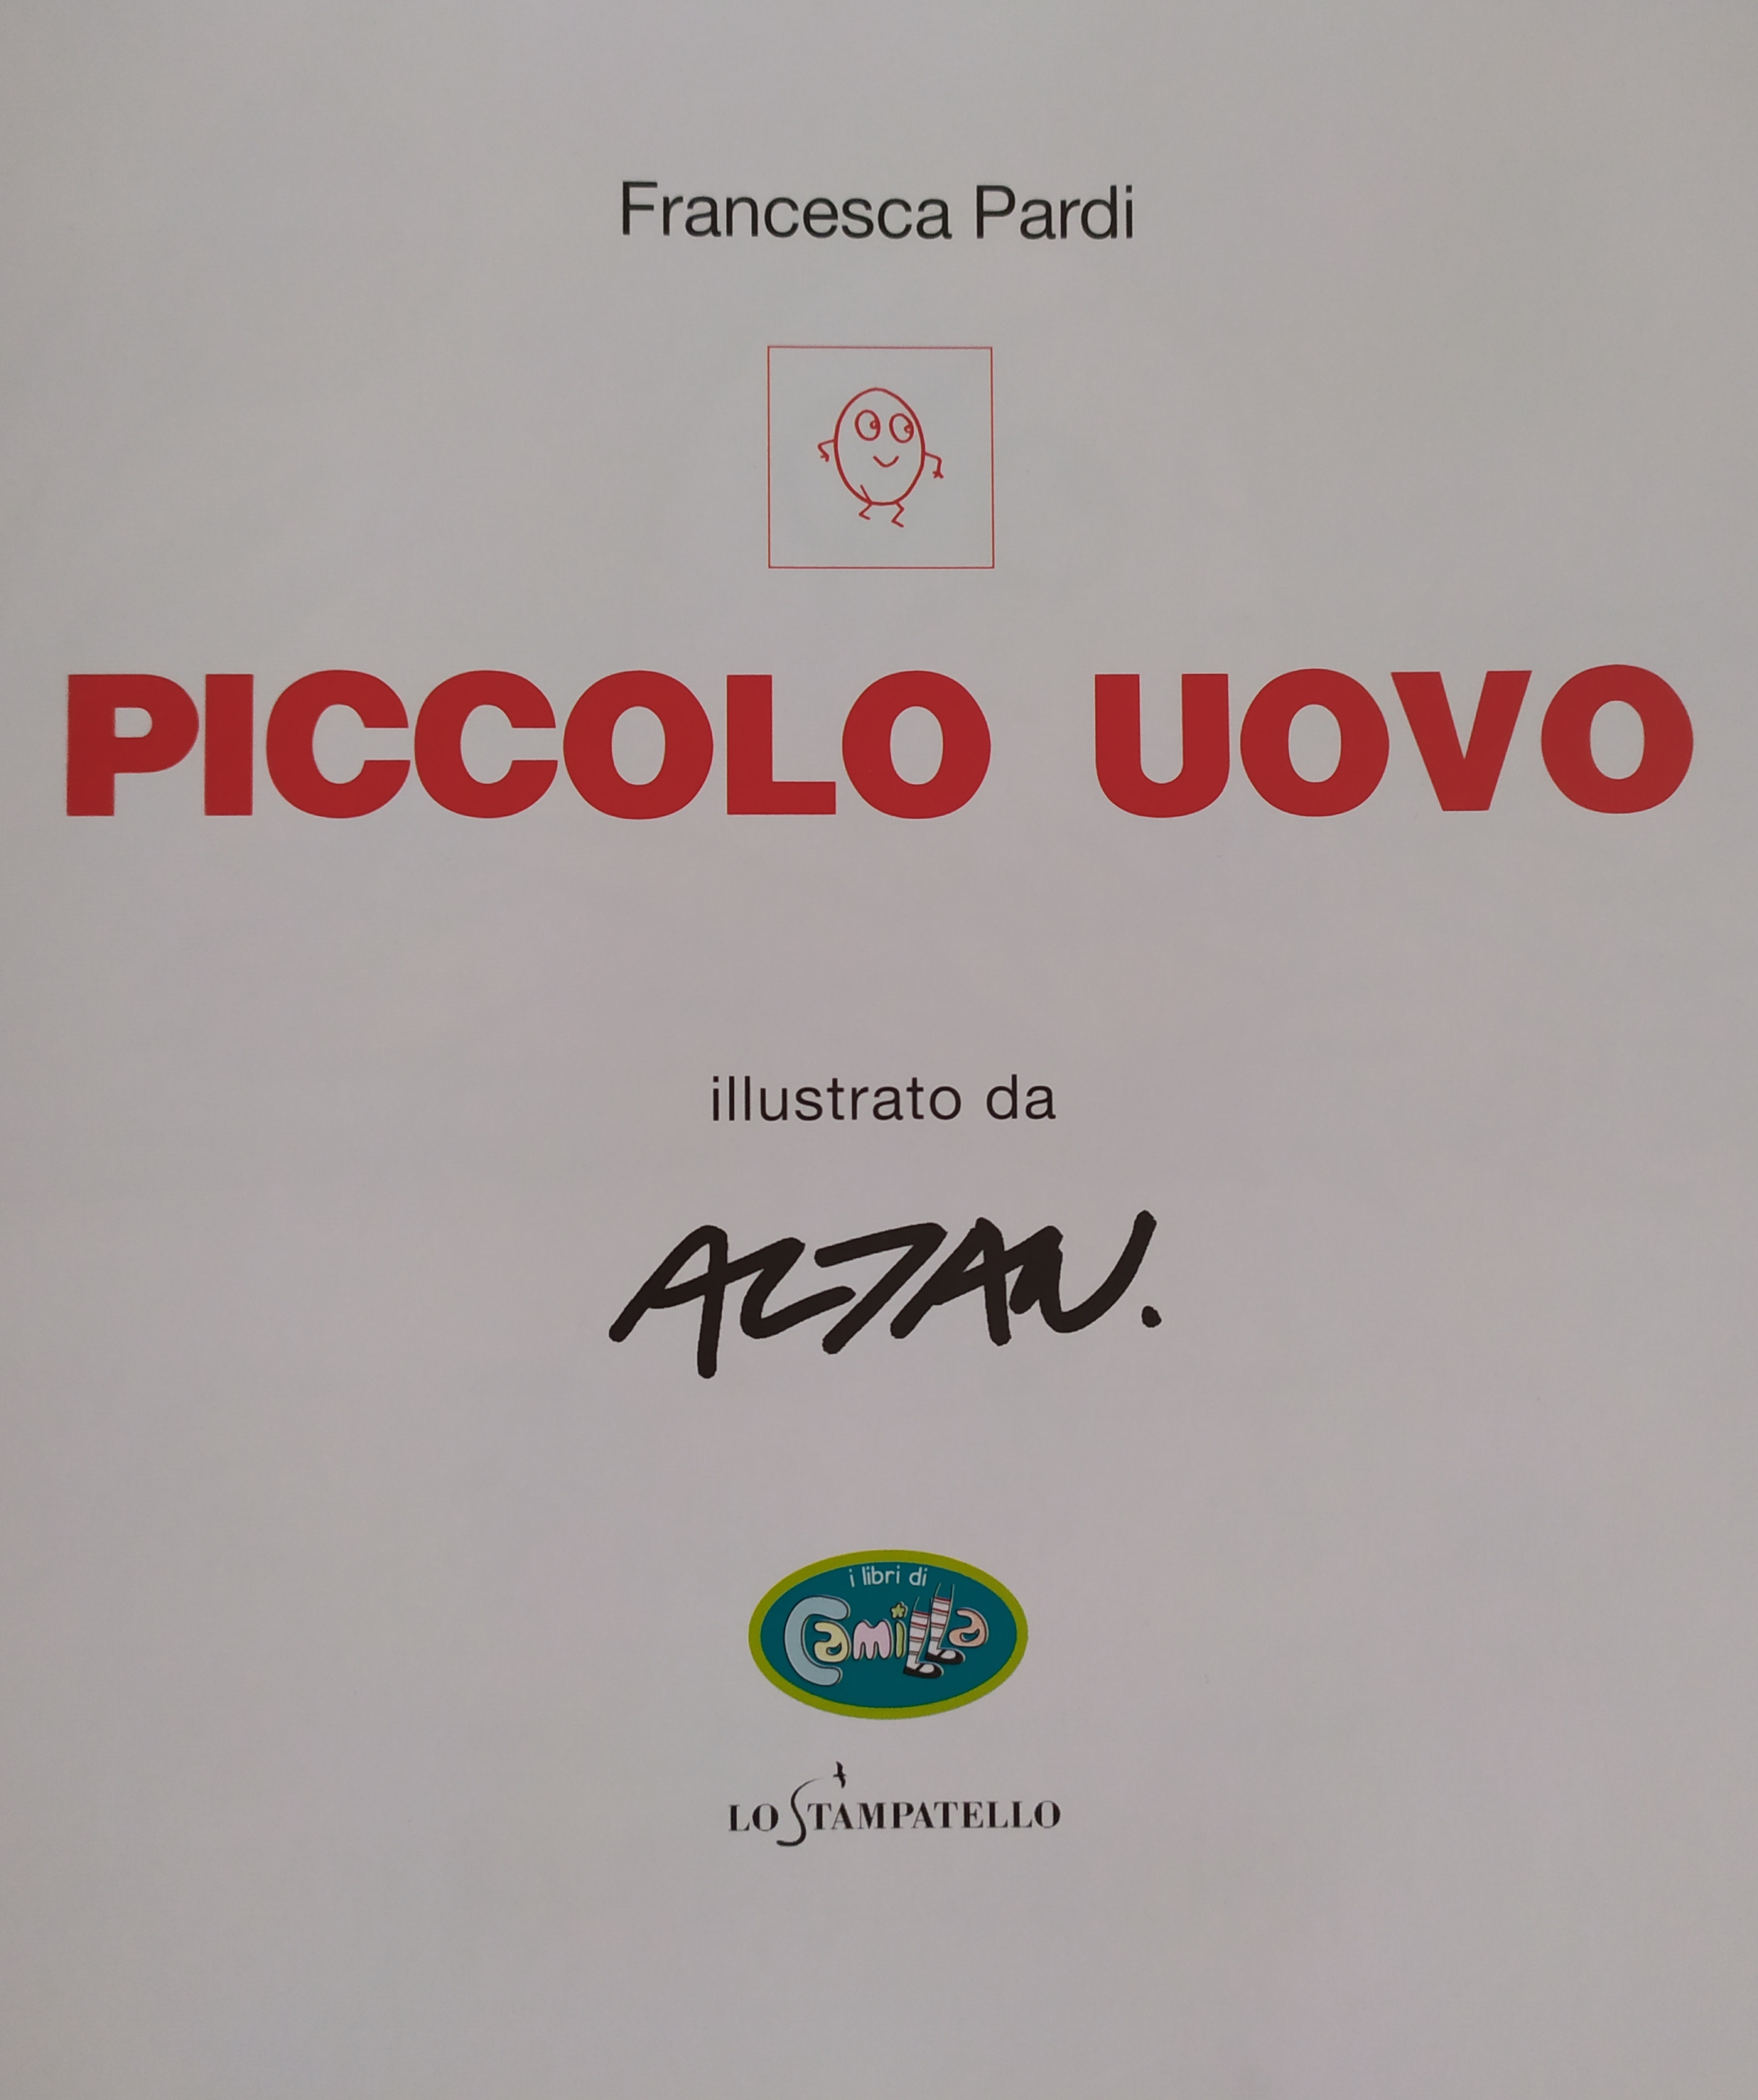 Francesca Pardi
PICCOLO UOVO
illustrato da
ALTAN.
i libri di
Camilla
LO STAMPATELLO